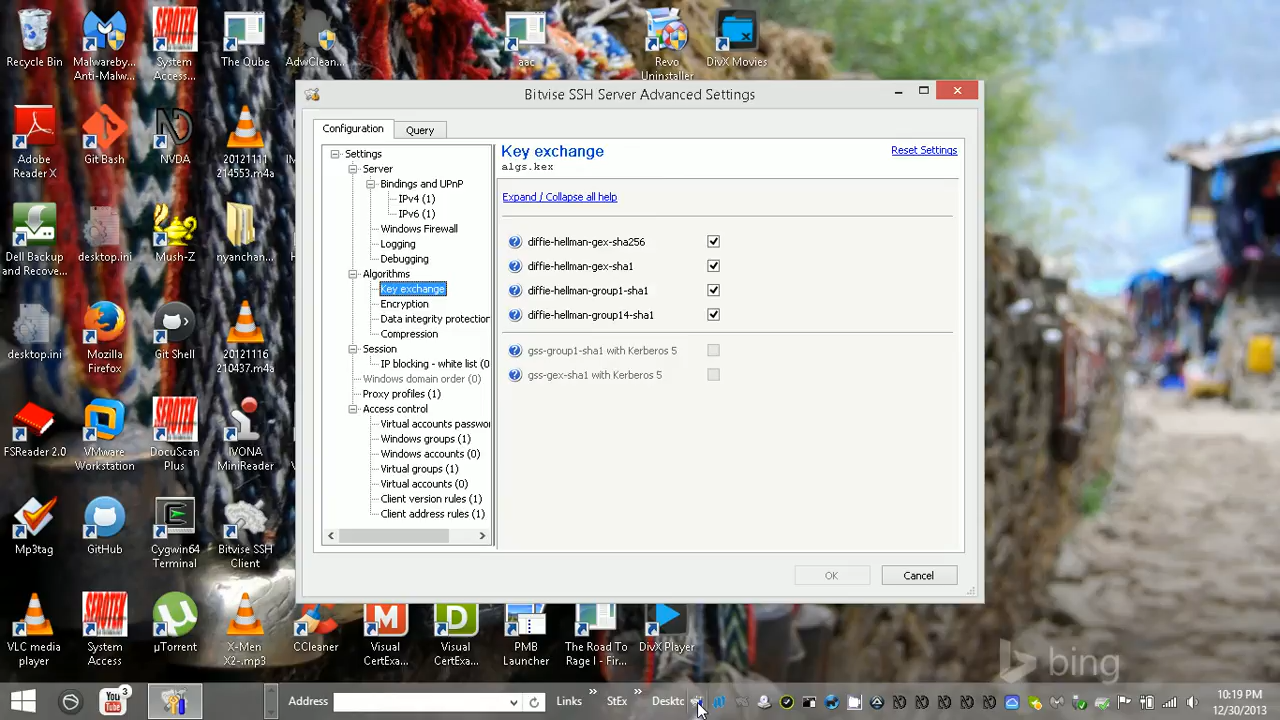 Recycle Bin
Malwareby...
Anti-Malw...
System
Access...
The Qube
AdwClean...
aac
Revo
Uninstaller
DivX Movies
Adobe
Reader X
Git Bash
NVDA
20121111
214553.m4a
Dell Backup
and Recove...
desktop.ini
Mush-Z
nyanchan...
desktop.ini
Mozilla
Firefox
Git Shell
20121116
210437.m4a
FSReader 2.0
VMware
Workstation
SEROTEK
DocuScan
Plus
IVONA
MiniReader
Mp3tag
GitHub
Cygwin64
Terminal
Bitvise SSH
Client
VLC media
player
SEROTEK
System
Access
µTorrent
X-Men
X2-.mp3
CCleaner
Visual
CertExa...
Visual
CertExa...
PMB
Launcher
The Road To
Rage I - Fir...
DivX Player
Bitvise SSH Server Advanced Settings
Configuration
Query
Settings
Server
Bindings and UPnP
IPv4 (1)
IPv6 (1)
Windows Firewall
Logging
Debugging
Algorithms
Key exchange
Encryption
Data integrity protection
Compression
Session
IP blocking - white list (0
Windows domain order (0)
Proxy profiles (1)
Access control
Virtual accounts passwo
Windows groups (1)
Windows accounts (0)
Virtual groups (1)
Virtual accounts (0)
Client version rules (1)
Client address rules (1)
Key exchange
Reset Settings
algs.kex
Expand / Collapse all help
diffie-hellman-gex-sha256
diffie-hellman-gex-sha1
diffie-hellman-group1-sha1
diffie-hellman-group14-sha1
gss-group1-sha1 with Kerberos 5
gss-gex-sha1 with Kerberos 5
OK
Cancel
bing
You
Tube
3
Address
Links
StEx
Deskto
10:19 PM
12/30/2013